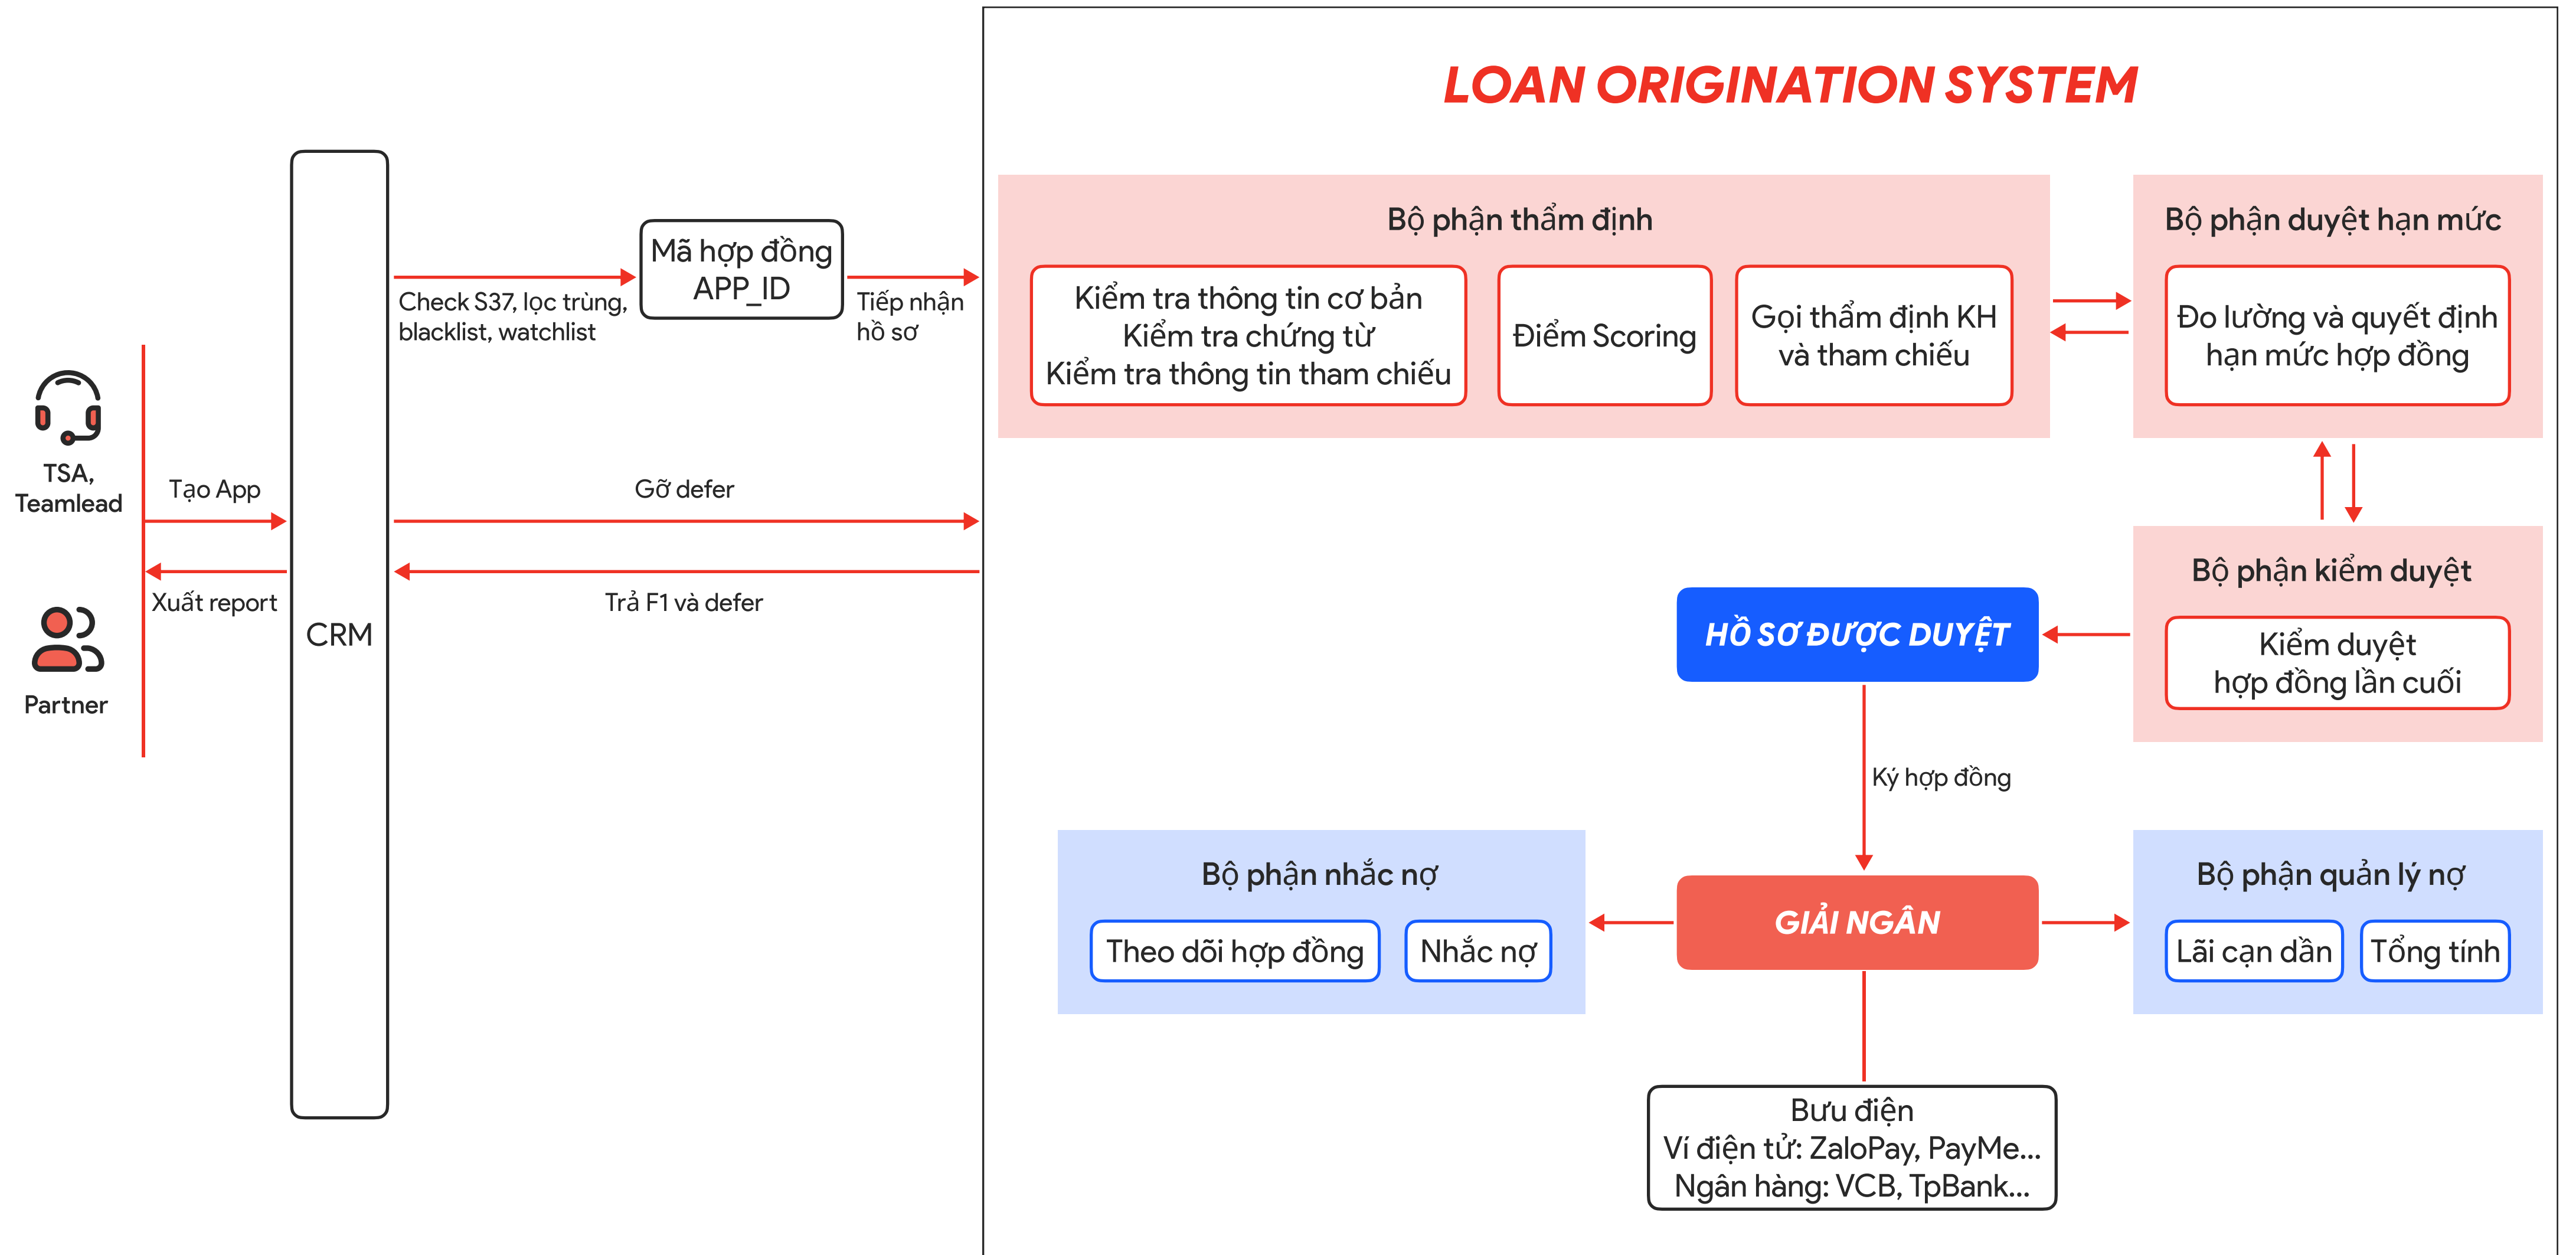 LOAN ORIGINATION SYSTEM
TSA,
Teamlead
Partner
Tạo App
Xuất report
CRM
Check S37, lọc trùng,
blacklist, watchlist
Mã hợp đồng
APP_ID
Tiếp nhận
hồ sơ
Gỡ defer
Trả F1 và defer
Bộ phận thẩm định
Kiểm tra thông tin cơ bản
Kiểm tra chứng từ
Kiểm tra thông tin tham chiếu
Điểm Scoring
Gọi thẩm định KH
và tham chiếu
Bộ phận duyệt hạn mức
Đo lường và quyết định
hạn mức hợp đồng
Bộ phận kiểm duyệt
Kiểm duyệt
hợp đồng lần cuối
HỒ SƠ ĐƯỢC DUYỆT
Ký hợp đồng
Bộ phận nhắc nợ
Theo dõi hợp đồng
Nhắc nợ
GIẢI NGÂN
Bộ phận quản lý nợ
Lãi cạn dần
Tổng tính
Bưu điện
Ví điện tử: ZaloPay, PayMe...
Ngân hàng: VCB, TpBank...